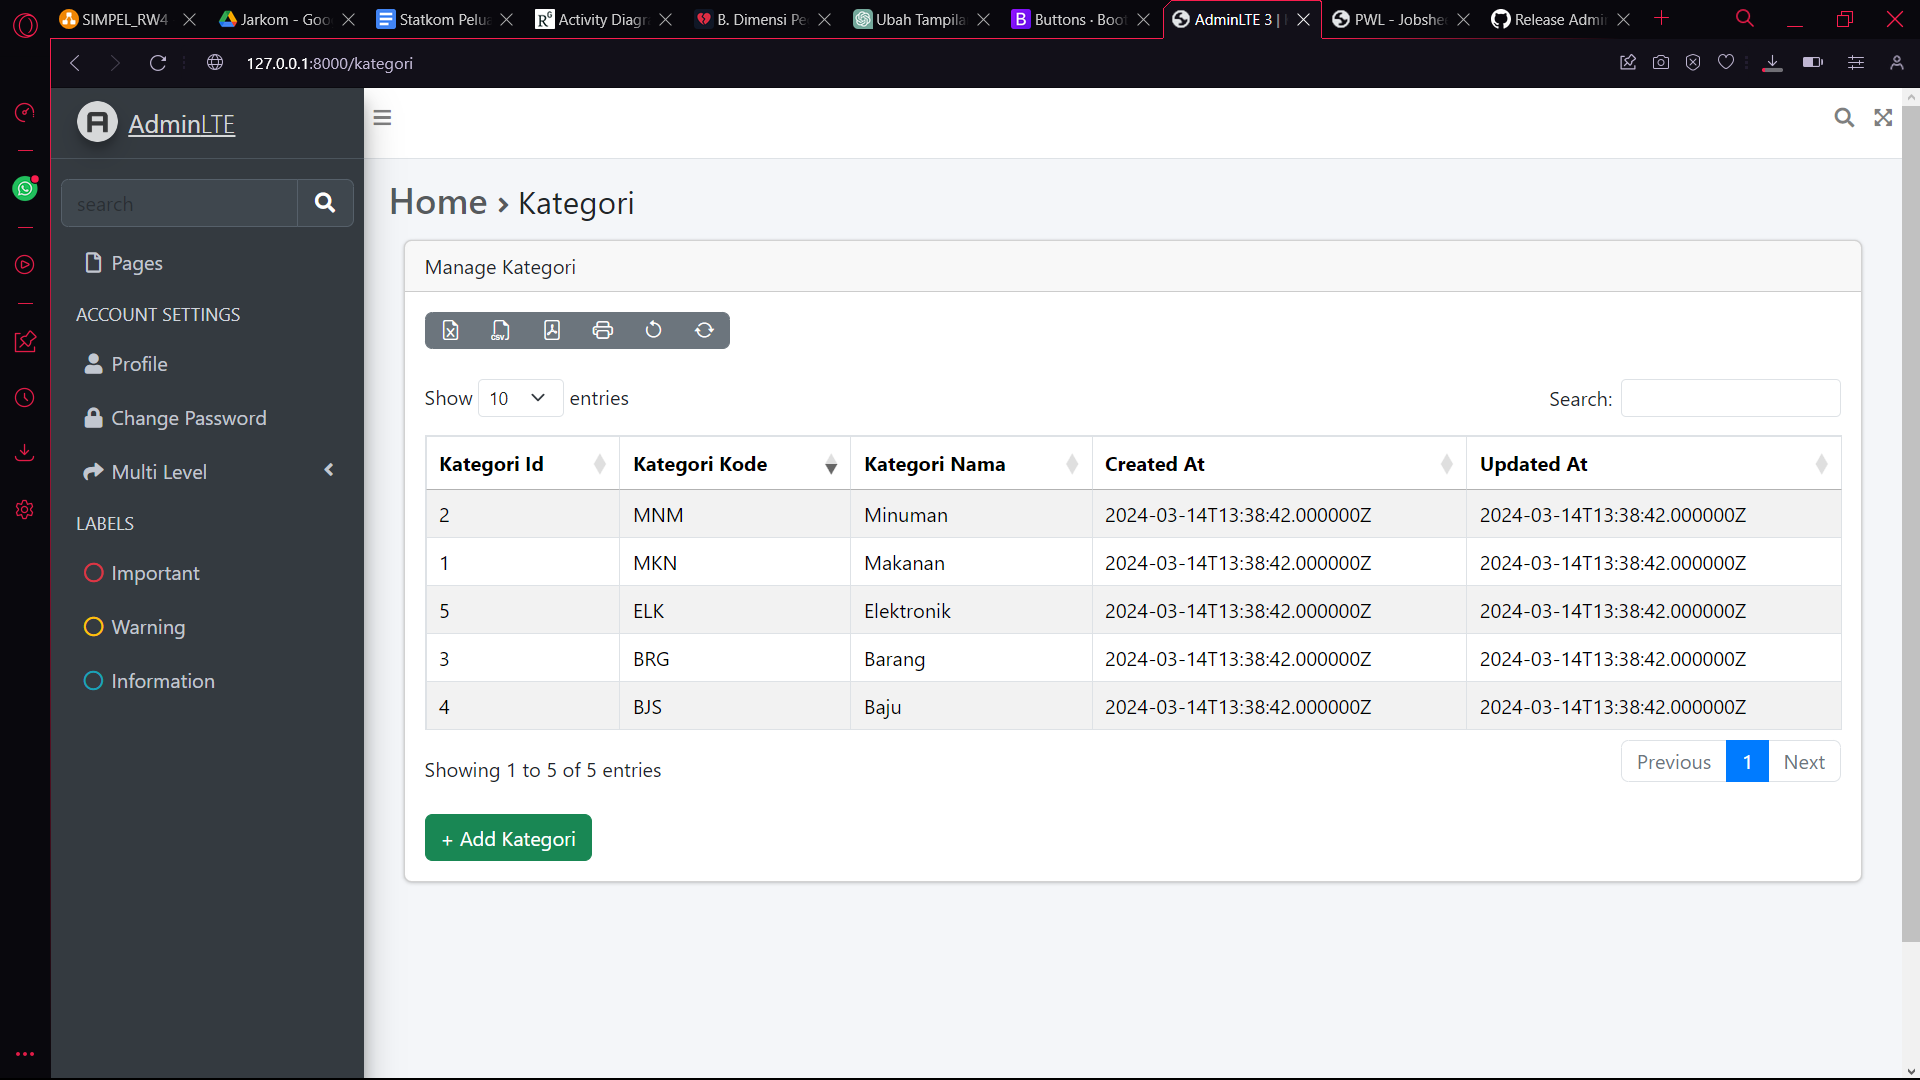 SIMPEL_RW4
Jarkom - Goo
Statkom Pelua
Activity Diagr
B. Dimensi Pe
Ubah Tampila
Buttons · Boot
AdminLTE 3 |
PWL - Jobshee
Release Admi
127.0.0.1:8000/kategori
AdminLTE
search
Pages
ACCOUNT SETTINGS
Profile
Change Password
Multi Level
LABELS
Important
Warning
Information
Home › Kategori
Manage Kategori
Show 10 entries
Search:
Kategori Id Kategori Kode Kategori Nama Created At Updated At
2 MNM Minuman 2024-03-14T13:38:42.000000Z 2024-03-14T13:38:42.000000Z
1 MKN Makanan 2024-03-14T13:38:42.000000Z 2024-03-14T13:38:42.000000Z
5 ELK Elektronik 2024-03-14T13:38:42.000000Z 2024-03-14T13:38:42.000000Z
3 BRG Barang 2024-03-14T13:38:42.000000Z 2024-03-14T13:38:42.000000Z
4 BJS Baju 2024-03-14T13:38:42.000000Z 2024-03-14T13:38:42.000000Z
Showing 1 to 5 of 5 entries
Previous 1 Next
+ Add Kategori